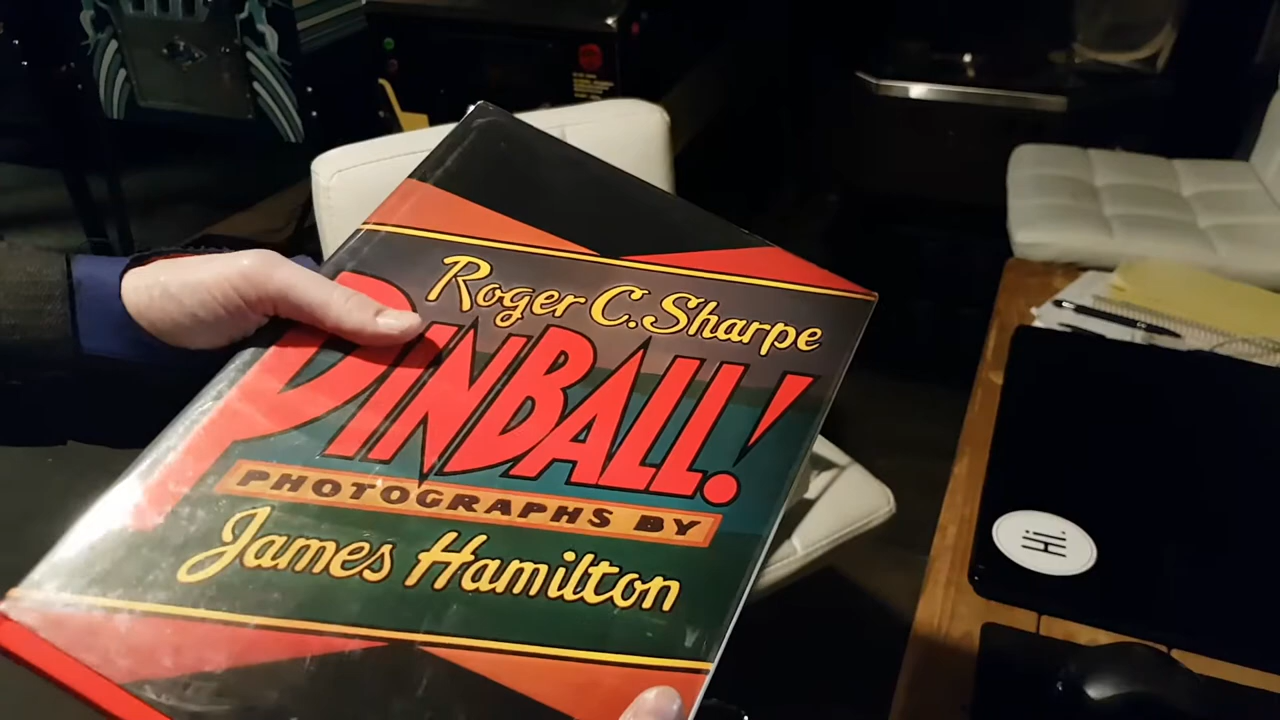 Roger C. Sharpe
PINBALL!
PHOTOGRAPHS BY
James Hamilton
Hi.